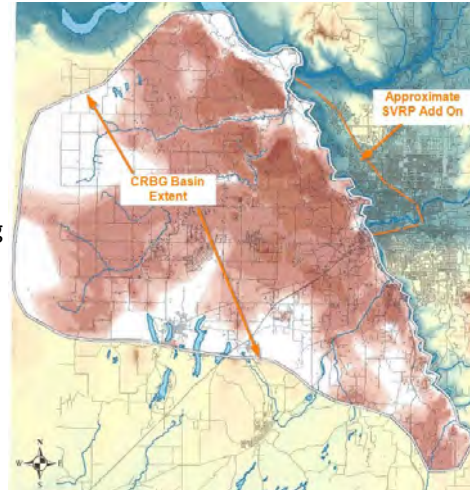 Approximate
SVRP Add On
CRBG Basin
Extent
g
N
W
E
S